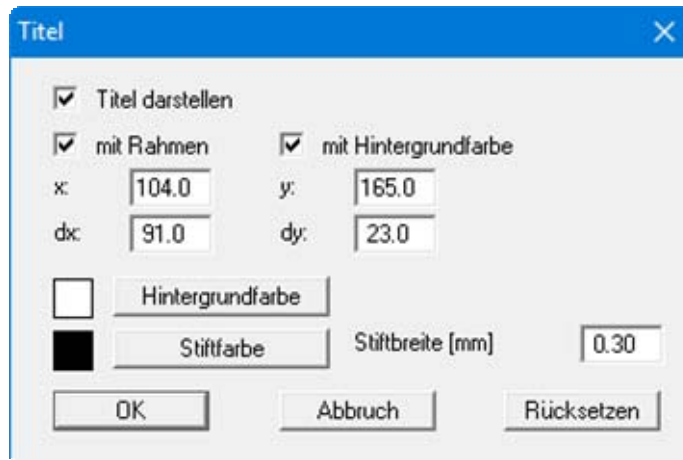 Titel
Titel darstellen
mit Rahmen mit Hintergrundfarbe
x: 104.0 y: 165.0
dx: 91.0 dy: 23.0
Hintergrundfarbe
Stiftfarbe Stiftbreite [mm] 0.30
OK Abbruch Rücksetzen